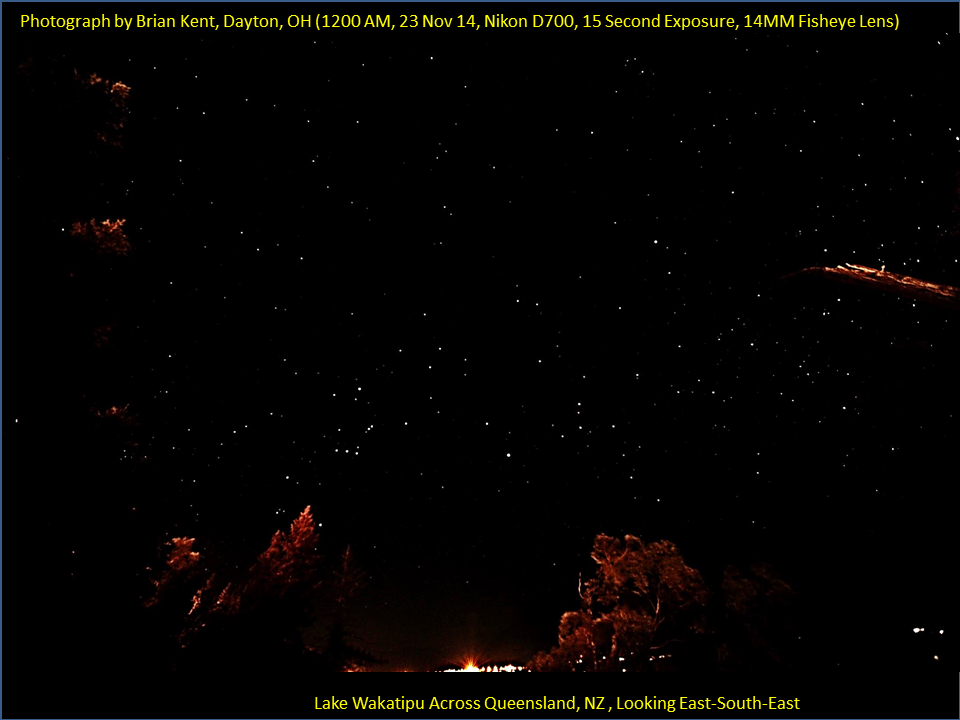 Photograph by Brian Kent, Dayton, OH (1200 AM, 23 Nov 14, Nikon D700, 15 Second Exposure, 14MM Fisheye Lens)
Lake Wakatipu Across Queensland, NZ , Looking East-South-East